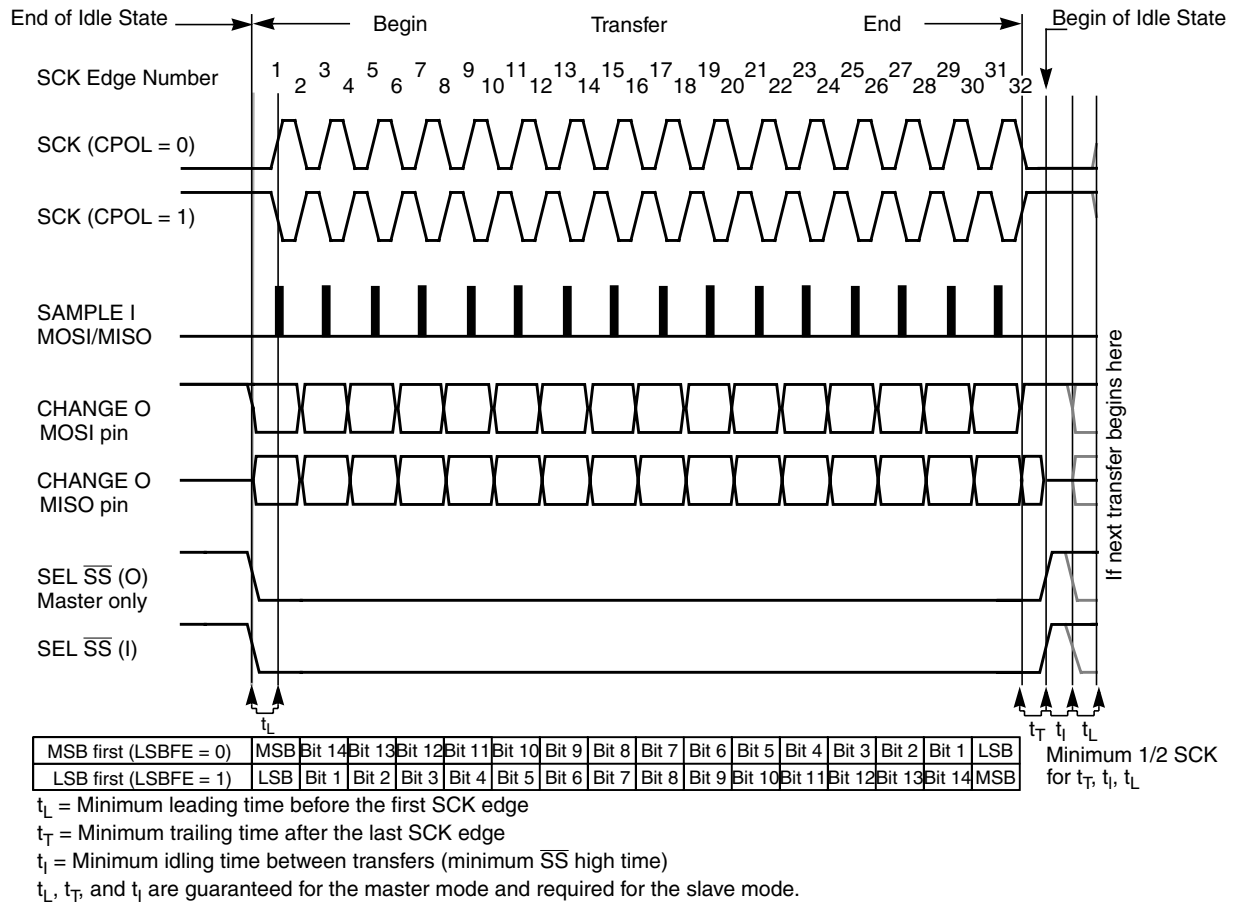 End of Idle State
Begin
Transfer
End
Begin of Idle State
SCK Edge Number
1 2 3 4 5 6 7 8 9 10 11 12 13 14 15 16 17 18 19 20 21 22 23 24 25 26 27 28 29 30 31 32
SCK (CPOL = 0)
SCK (CPOL = 1)
SAMPLE I
MOSI/MISO
CHANGE O
MOSI pin
CHANGE O
MISO pin
SEL S̅S̅ (O)
Master only
SEL S̅S̅ (I)
If next transfer begins here
tL
tT tI tL
MSB first (LSBFE = 0) MSB Bit 14 Bit 13 Bit 12 Bit 11 Bit 10 Bit 9 Bit 8 Bit 7 Bit 6 Bit 5 Bit 4 Bit 3 Bit 2 Bit 1 LSB
LSB first (LSBFE = 1) LSB Bit 1 Bit 2 Bit 3 Bit 4 Bit 5 Bit 6 Bit 7 Bit 8 Bit 9 Bit 10 Bit 11 Bit 12 Bit 13 Bit 14 MSB
Minimum 1/2 SCK
for tT, tI, tL
tL = Minimum leading time before the first SCK edge
tT = Minimum trailing time after the last SCK edge
tI = Minimum idling time between transfers (minimum S̅S̅ high time)
tL, tT, and tI are guaranteed for the master mode and required for the slave mode.